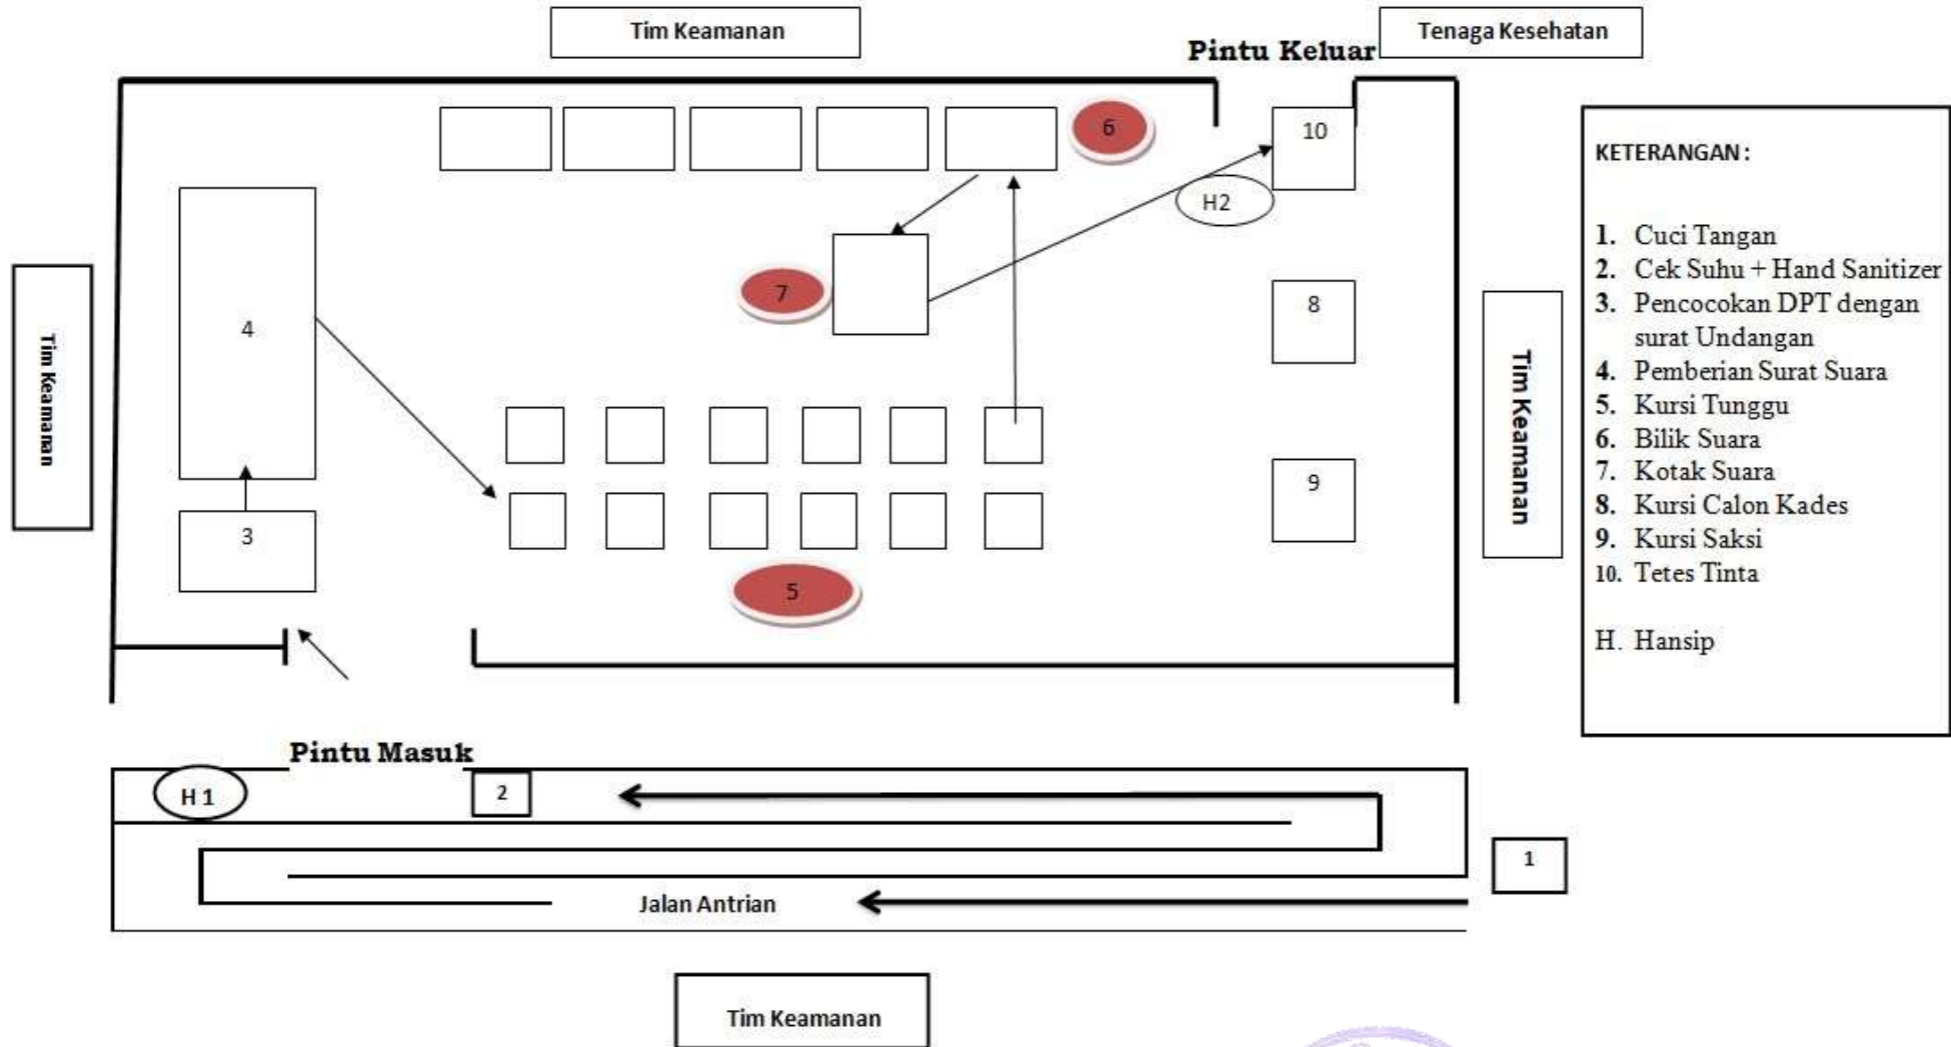 Tim Keamanan
Tenaga Kesehatan
Pintu Keluar
6
10
H2
7
8
4
Tim Keamanan
Tim Keamanan
9
3
5
KETERANGAN :
1. Cuci Tangan
2. Cek Suhu + Hand Sanitizer
3. Pencocokan DPT dengan
surat Undangan
4. Pemberian Surat Suara
5. Kursi Tunggu
6. Bilik Suara
7. Kotak Suara
8. Kursi Calon Kades
9. Kursi Saksi
10. Tetes Tinta
H. Hansip
Pintu Masuk
H 1
2
1
Jalan Antrian
Tim Keamanan